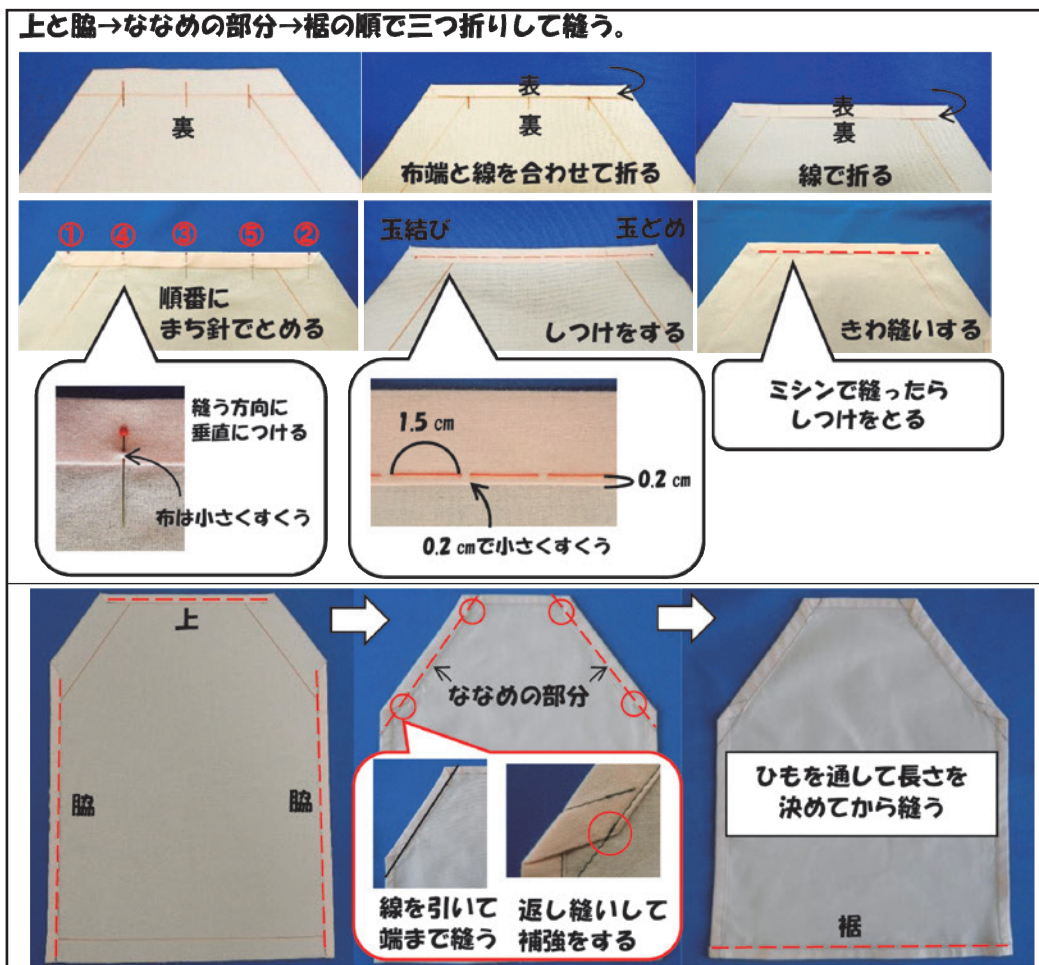 上と脇→ななめの部分→裾の順で三つ折りして縫う。
裏
表
裏
布端と線を合わせて折る
表
裏
線で折る
① ④ ③ ⑤ ②
順番に
まち針でとめる
玉結び
玉どめ
しつけをする
きわ縫いする
縫う方向に
垂直につける
布は小さくすくう
1.5 cm
0.2 cm
0.2 cmで小さくすくう
ミシンで縫ったら
しつけをとる
上
脇
脇
ななめの部分
線を引いて
端まで縫う
返し縫いして
補強をする
ひもを通して長さを
決めてから縫う
裾